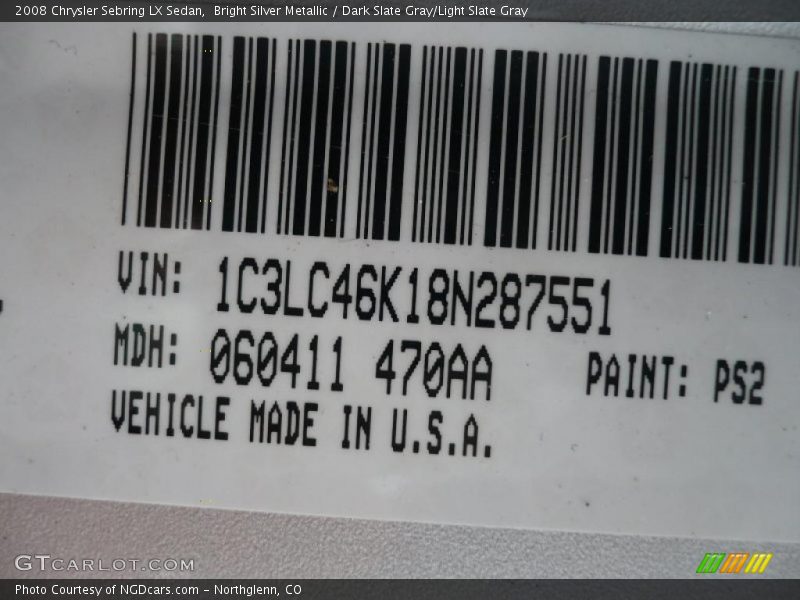 2008 Chrysler Sebring LX Sedan, Bright Silver Metallic / Dark Slate Gray/Light Slate Gray
VIN: 1C3LC46K18N287551
MDH: 060411 470AA PAINT: PS2
VEHICLE MADE IN U.S.A.
GTCARLOT.COM
Photo Courtesy of NGDcars.com - Northglenn, CO